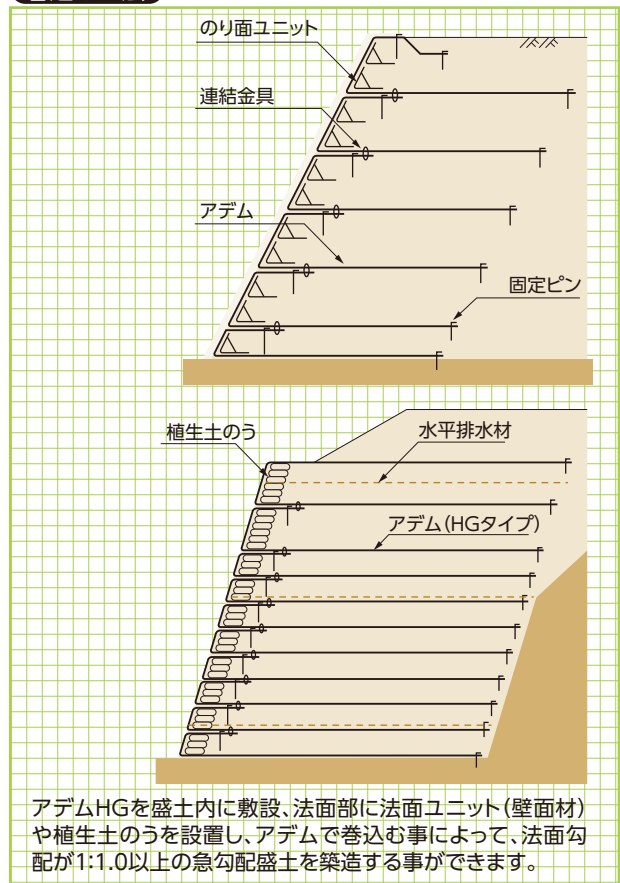 のり面ユニット
連結金具
アデム
固定ピン
植生土のう
水平排水材
アデム(HGタイプ)
アデムHGを盛土内に敷設、法面部に法面ユニット(壁面材)
や植生土のうを設置し、アデムで巻込む事によって、法面勾
配が1:1.0以上の急勾配盛土を築造する事ができます。